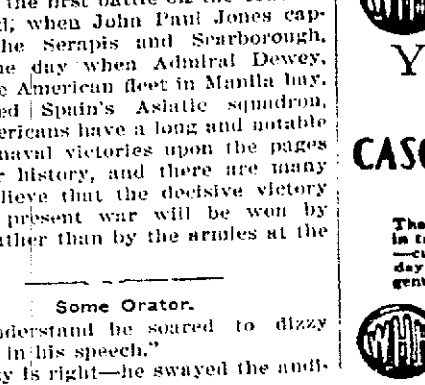 the first battle on the
when John Paul Jones cap-
he Serapis and Scarborough,
ne day when Admiral Dewey,
e American fleet in Manila bay,
ed Spain's Asiatic squadron,
ericans have a long and notable
naval victories upon the pages
r history, and there are many
lieve that the decisive victory
present war will be won by
ather than by the armies at the
Some Orator.
nderstand he soared to dizzy
in his speech."
zy is right—he swayed the audi-
WH
Y
CASC
The
in t
—c
day
gent
WH